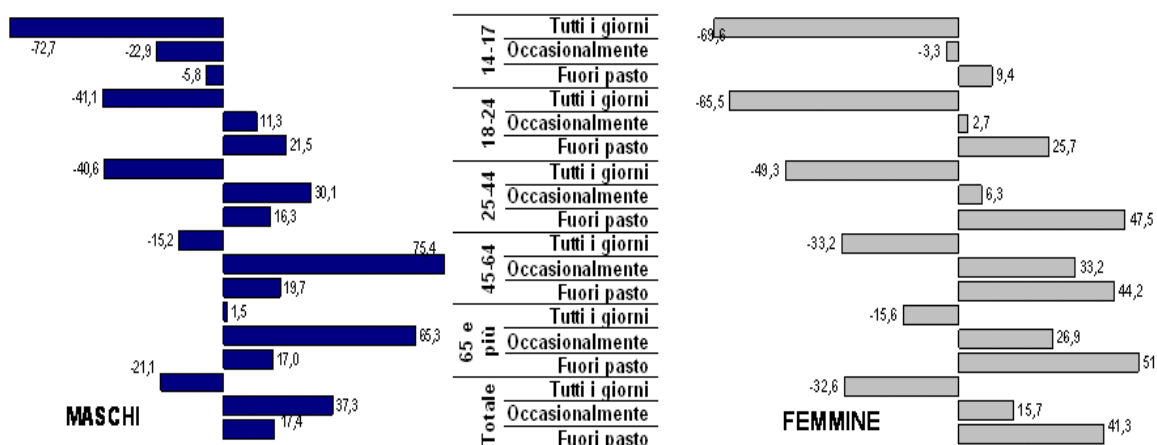 -72,7 Tutti i giorni -69,6
-22,9 Occasionalmente -3,3
-5,8 Fuori pasto 9,4
14-17
-41,1 Tutti i giorni -65,5
11,3 Occasionalmente 2,7
21,5 Fuori pasto 25,7
18-24
-40,6 Tutti i giorni -49,3
30,1 Occasionalmente 6,3
16,3 Fuori pasto 47,5
25-44
-15,2 Tutti i giorni -33,2
75,4 Occasionalmente 33,2
19,7 Fuori pasto 44,2
45-64
1,5 Tutti i giorni -15,6
65,3 Occasionalmente 26,9
17,0 Fuori pasto 51
65 e
più
-21,1 Tutti i giorni -32,6
37,3 Occasionalmente 15,7
17,4 Fuori pasto 41,3
Totale
MASCHI
FEMMINE